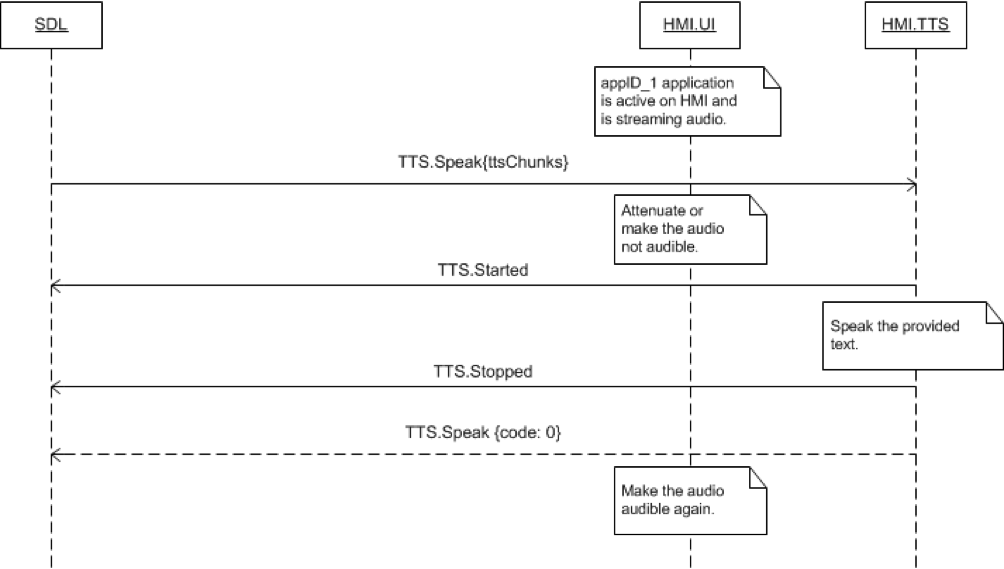 SDL
HMI.UI
HMI.TTS
appID_1 application
is active on HMI and
is streaming audio.
TTS.Speak{ttsChunks}
Attenuate or
make the audio
not audible.
TTS.Started
Speak the provided
text.
TTS.Stopped
TTS.Speak {code: 0}
Make the audio
audible again.